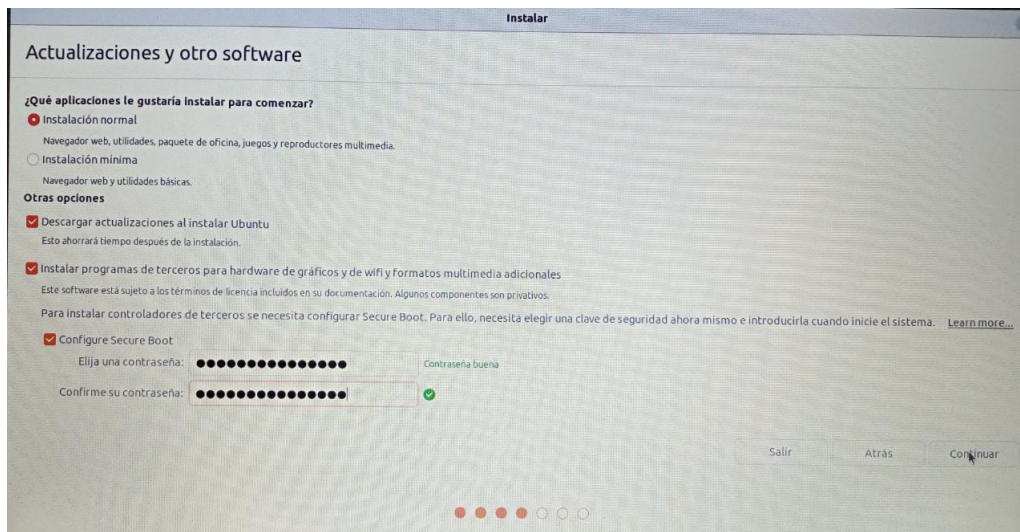 Instalar
Actualizaciones y otro software
¿Qué aplicaciones le gustaría instalar para comenzar?
Instalación normal
Navegador web, utilidades, paquete de oficina, juegos y reproductores multimedia.
Instalación mínima
Navegador web y utilidades básicas.
Otras opciones
Descargar actualizaciones al instalar Ubuntu
Esto ahorrará tiempo después de la instalación.
Instalar programas de terceros para hardware de gráficos y de wifi y formatos multimedia adicionales
Este software está sujeto a los términos de licencia incluidos en su documentación. Algunos componentes son privativos.
Para instalar controladores de terceros se necesita configurar Secure Boot. Para ello, necesita elegir una clave de seguridad ahora mismo e introducirla cuando inicie el sistema. Learn more...
Configure Secure Boot
Elija una contraseña: ●●●●●●●●●●●●●●● Contraseña buena
Confirme su contraseña: ●●●●●●●●●●●●●●●
Salir Atrás Continuar